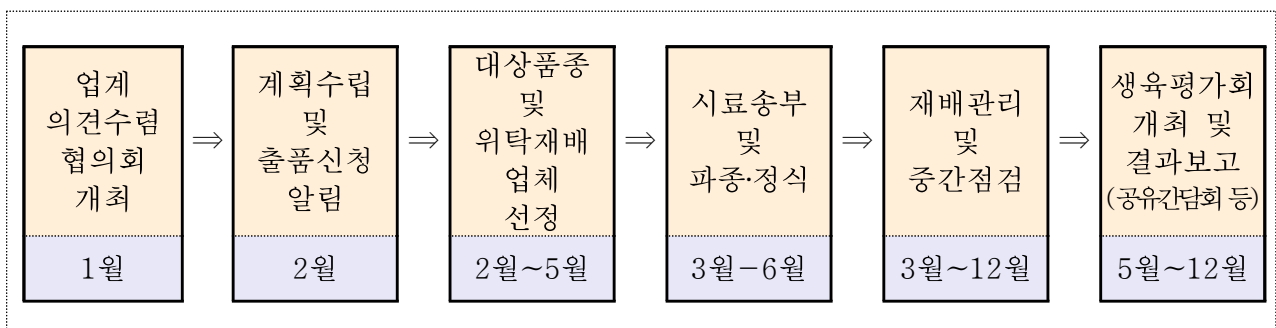 업계
의견수렴
협의회
개최
1월
⇒
계획수립
및
출품신청
알림
2월
⇒
대상품종
및
위탁재배
업체
선정
2월~5월
⇒
시료송부
및
파종·정식
3월-6월
⇒
재배관리
및
중간점검
3월~12월
⇒
생육평가회
개최 및
결과보고
(공유간담회 등)
5월~12월